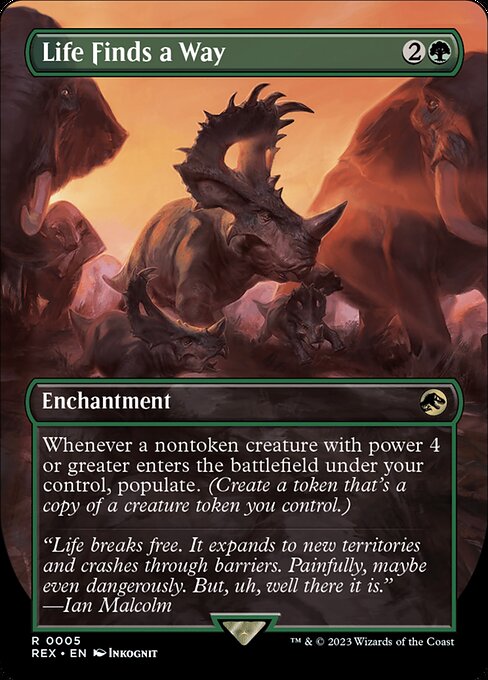 Life Finds a Way 2
Enchantment
Whenever a nontoken creature with power 4
or greater enters the battlefield under your
control, populate. (Create a token that's a
copy of a creature token you control.)
“Life breaks free. It expands to new territories
and crashes through barriers. Painfully, maybe
even dangerously. But, uh, well there it is.”
—Ian Malcolm
R 0005
REX • EN Inkognit
™ & © 2023 Wizards of the Coast